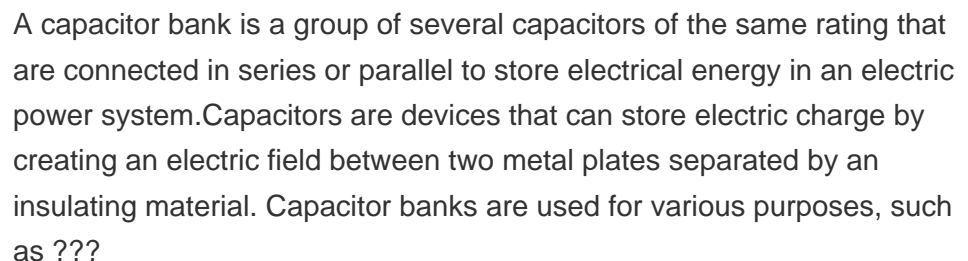 A capacitor bank is a group of several capacitors of the same rating that
are connected in series or parallel to store electrical energy in an electric
power system.Capacitors are devices that can store electric charge by
creating an electric field between two metal plates separated by an
insulating material. Capacitor banks are used for various purposes, such
as ???